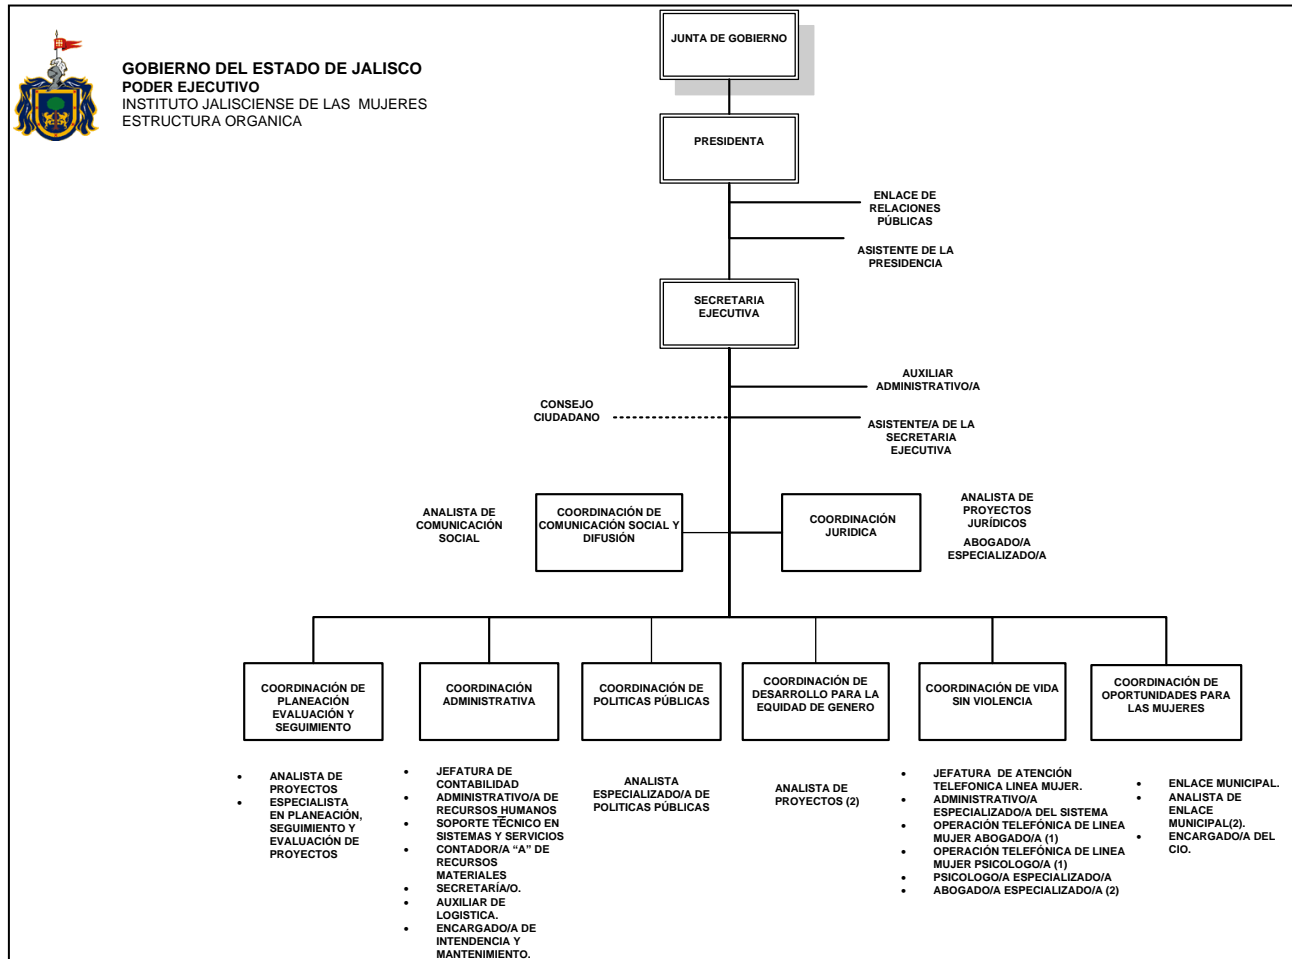 JUNTA DE GOBIERNO
GOBIERNO DEL ESTADO DE JALISCO
PODER EJECUTIVO
INSTITUTO JALISCIENSE DE LAS MUJERES
ESTRUCTURA ORGANICA
PRESIDENTA
ENLACE DE
RELACIONES
PÚBLICAS
ASISTENTE DE LA
PRESIDENCIA
SECRETARIA
EJECUTIVA
AUXILIAR
ADMINISTRATIVO/A
CONSEJO
CIUDADANO
ASISTENTE/A DE LA
SECRETARIA
EJECUTIVA
ANALISTA DE
COMUNICACIÓN
SOCIAL
COORDINACIÓN DE
COMUNICACIÓN SOCIAL Y
DIFUSIÓN
COORDINACIÓN
JURIDICA
ANALISTA DE
PROYECTOS
JURÍDICOS
ABOGADO/A
ESPECIALIZADO/A
COORDINACIÓN DE
PLANEACIÓN
EVALUACIÓN Y
SEGUIMIENTO
COORDINACIÓN
ADMINISTRATIVA
COORDINACIÓN DE
POLITICAS PÚBLICAS
COORDINACIÓN DE
DESARROLLO PARA LA
EQUIDAD DE GENERO
COORDINACIÓN DE VIDA
SIN VIOLENCIA
COORDINACIÓN DE
OPORTUNIDADES PARA
LAS MUJERES
• ANALISTA DE
PROYECTOS
• ESPECIALISTA
EN PLANEACIÓN,
SEGUIMIENTO Y
EVALUACIÓN DE
PROYECTOS
• JEFATURA DE
CONTABILIDAD
• ADMINISTRATIVO/A DE
RECURSOS HUMANOS
• SOPORTE TÉCNICO EN
SISTEMAS Y SERVICIOS
• CONTADOR/A “A” DE
RECURSOS
MATERIALES
• SECRETARÍA/O.
• AUXILIAR DE
LOGISTICA.
• ENCARGADO/A DE
INTENDENCIA Y
MANTENIMIENTO.
ANALISTA
ESPECIALIZADO/A DE
POLITICAS PÚBLICAS
ANALISTA DE
PROYECTOS (2)
• JEFATURA DE ATENCIÓN
TELEFONICA LINEA MUJER.
• ADMINISTRATIVO/A
ESPECIALIZADO/A DEL SISTEMA
• OPERACIÓN TELEFÓNICA DE LINEA
MUJER ABOGADO/A (1)
• OPERACIÓN TELEFÓNICA DE LINEA
MUJER PSICOLOGO/A (1)
• PSICOLOGO/A ESPECIALIZADO/A
• ABOGADO/A ESPECIALIZADO/A (2)
• ENLACE MUNICIPAL.
• ANALISTA DE
ENLACE
MUNICIPAL(2).
• ENCARGADO/A DEL
CIO.